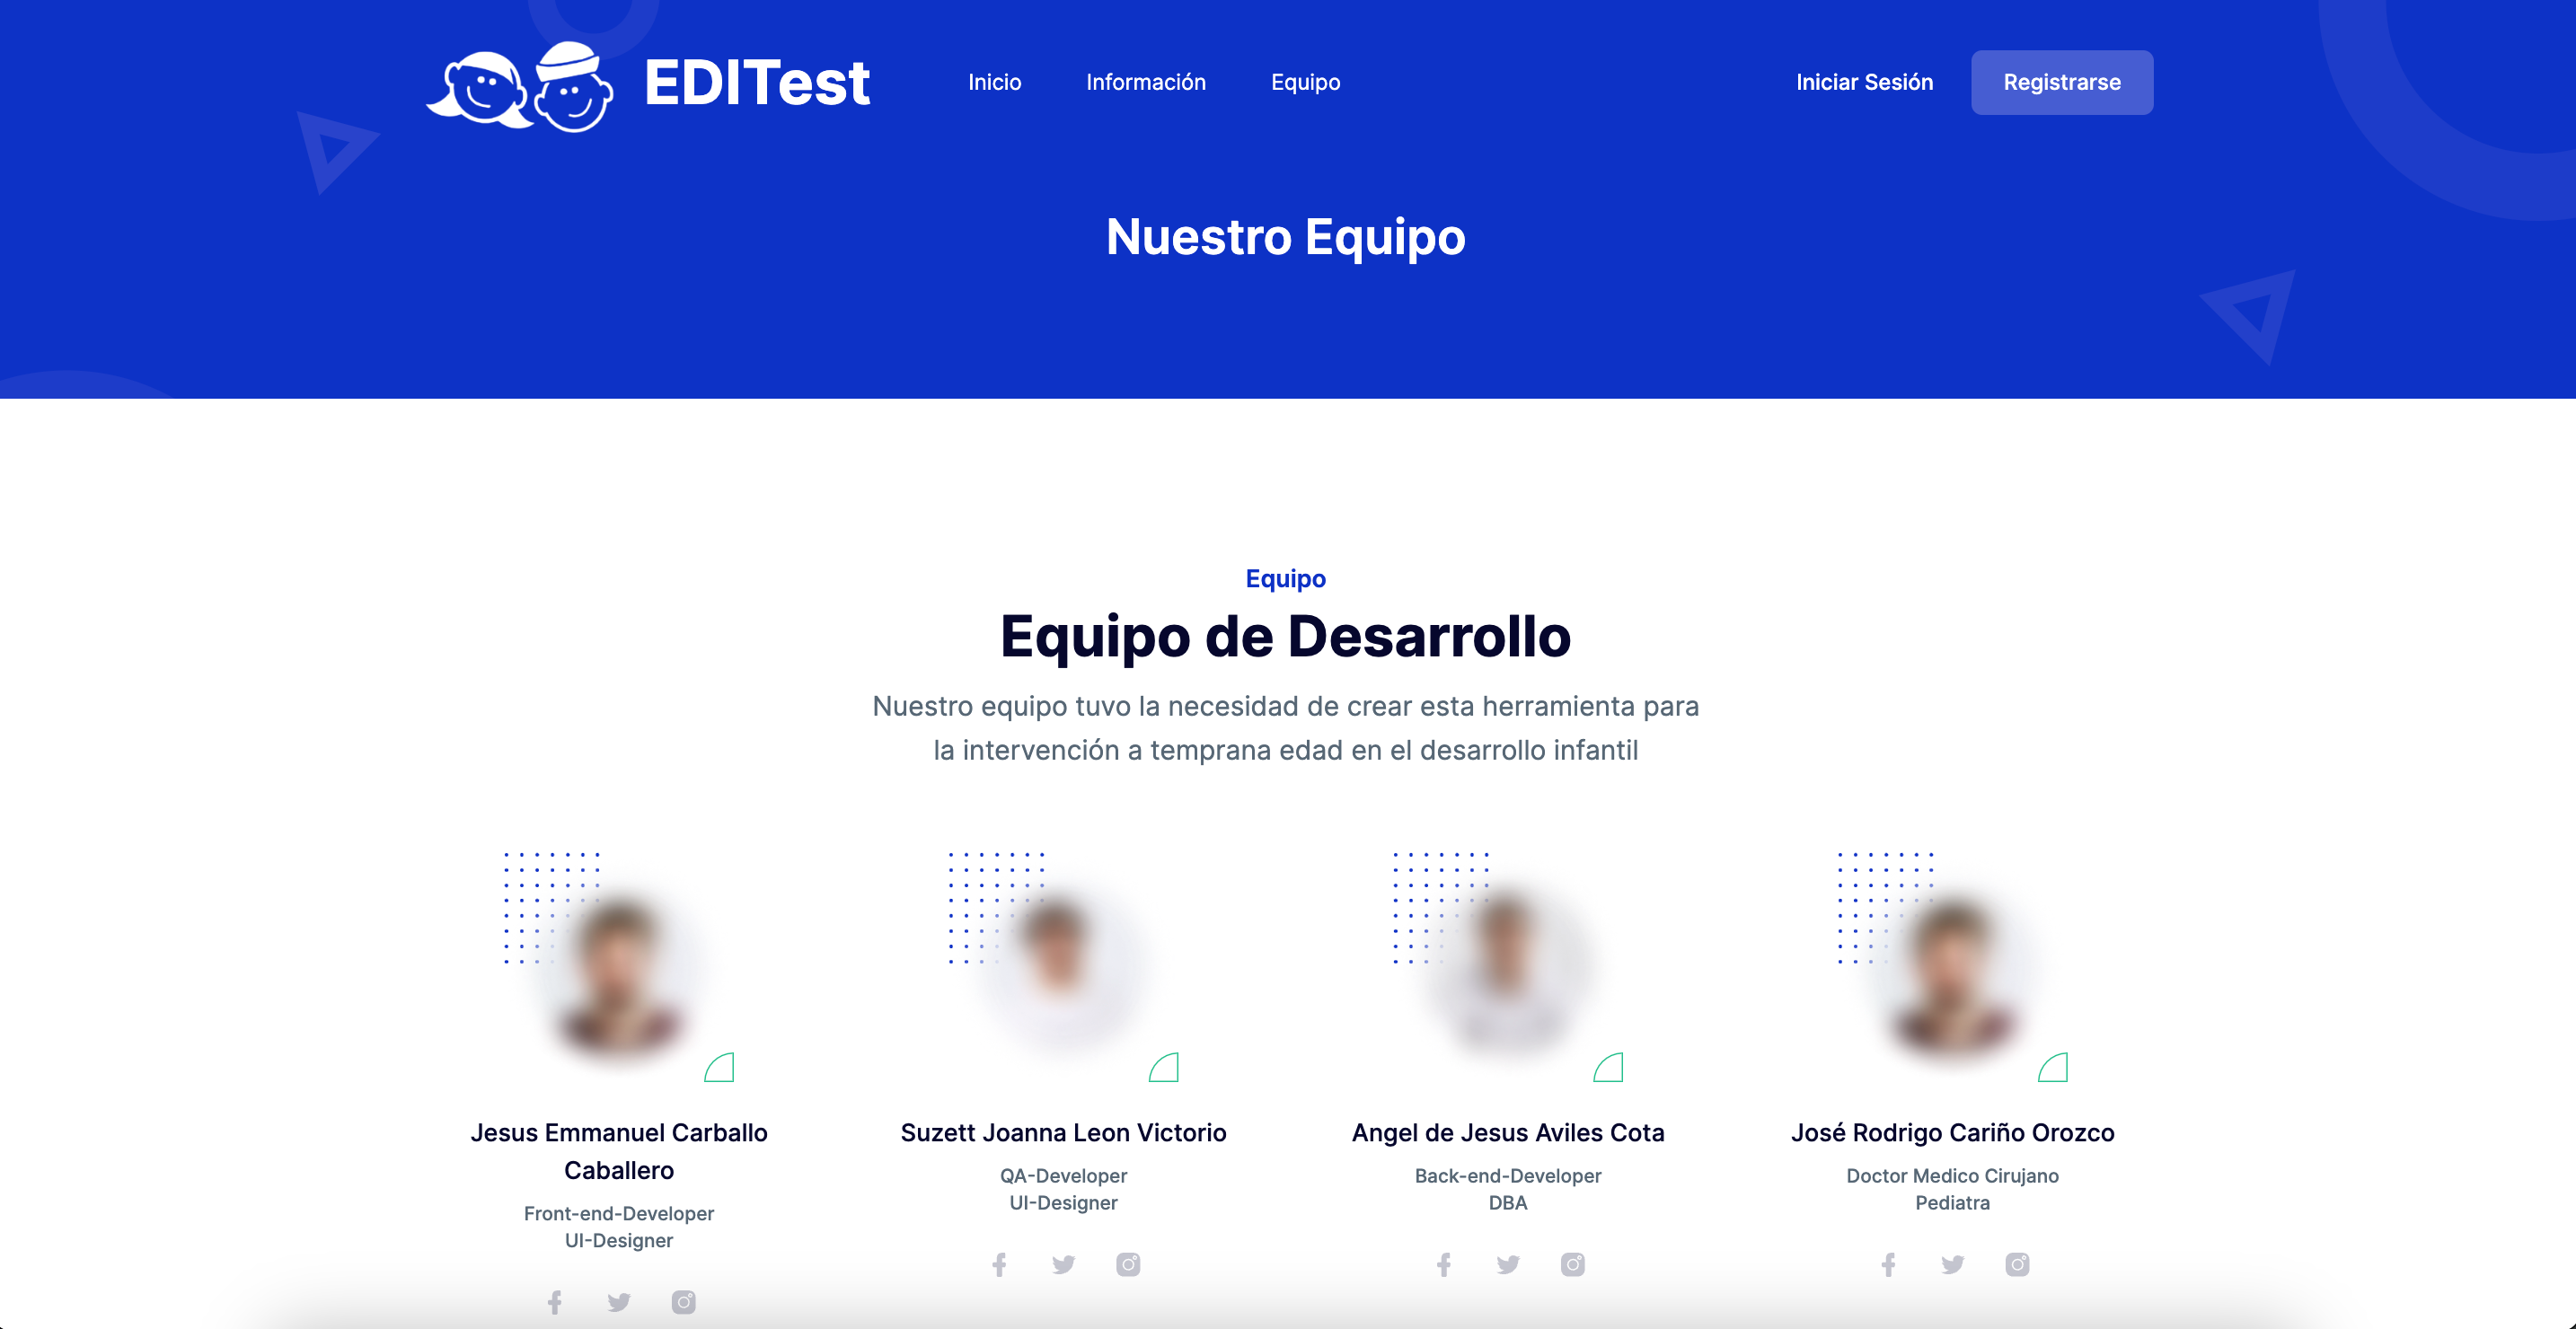 EDITest
Inicio
Información
Equipo
Iniciar Sesión
Registrarse
Nuestro Equipo
Equipo
Equipo de Desarrollo
Nuestro equipo tuvo la necesidad de crear esta herramienta para
la intervención a temprana edad en el desarrollo infantil
Jesus Emmanuel Carballo
Caballero
Front-end-Developer
UI-Designer
Suzett Joanna Leon Victorio
QA-Developer
UI-Designer
Angel de Jesus Aviles Cota
Back-end-Developer
DBA
José Rodrigo Cariño Orozco
Doctor Medico Cirujano
Pediatra